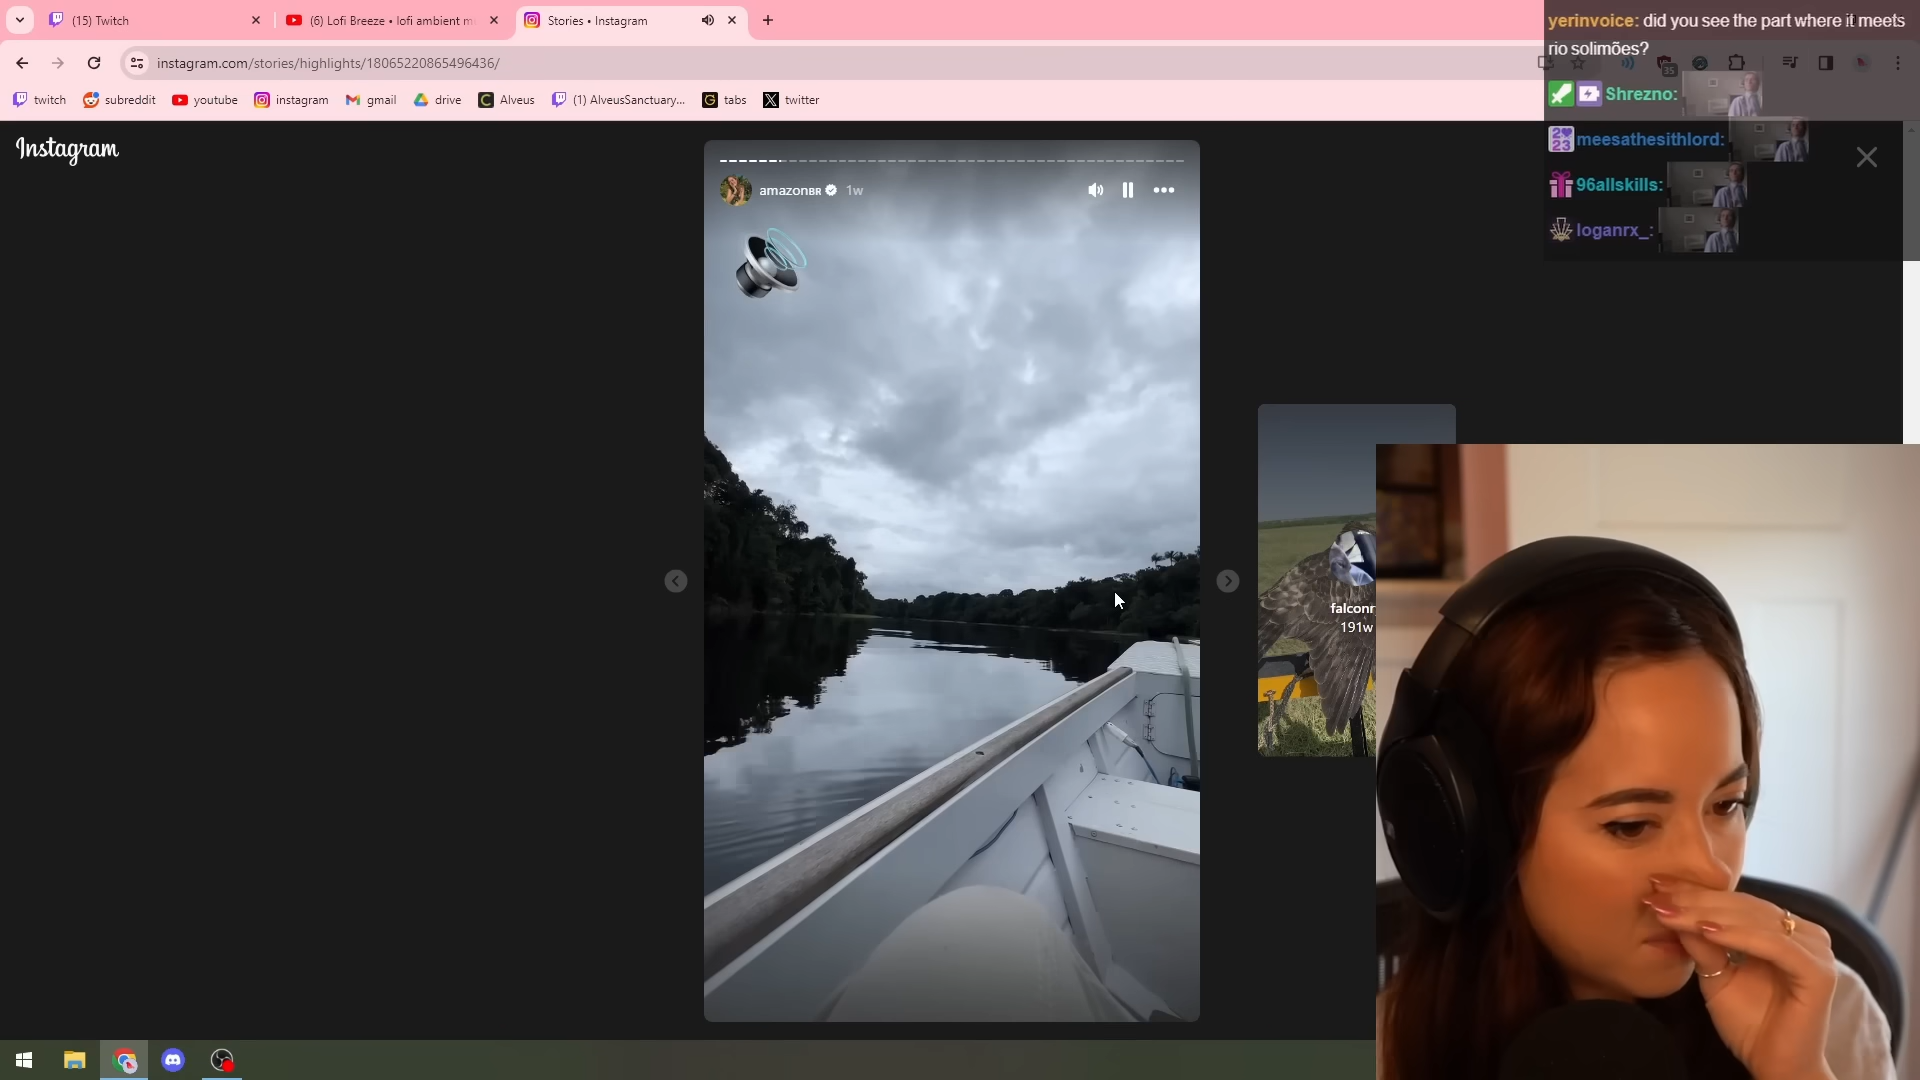 (15) Twitch
(6) Lofi Breeze • lofi ambient m
Stories • Instagram
instagram.com/stories/highlights/18065220865496436/
twitch
subreddit
youtube
instagram
gmail
drive
Alveus
(1) AlveusSanctuary...
tabs
twitter
35
yerinvoice: did you see the part where it meets
rio solimões?
Shrezno:
2023 meesathesithlord:
96allskills:
loganrx_:
Instagram
amazonBR 1w
falconr
191w